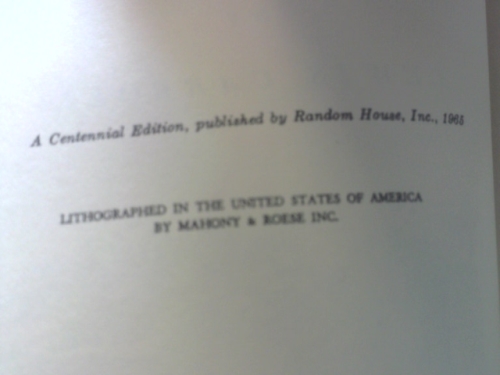 A Centennial Edition, published by Random House, Inc., 1965
LITHOGRAPHED IN THE UNITED STATES OF AMERICA
BY MAHONY & ROESE INC.